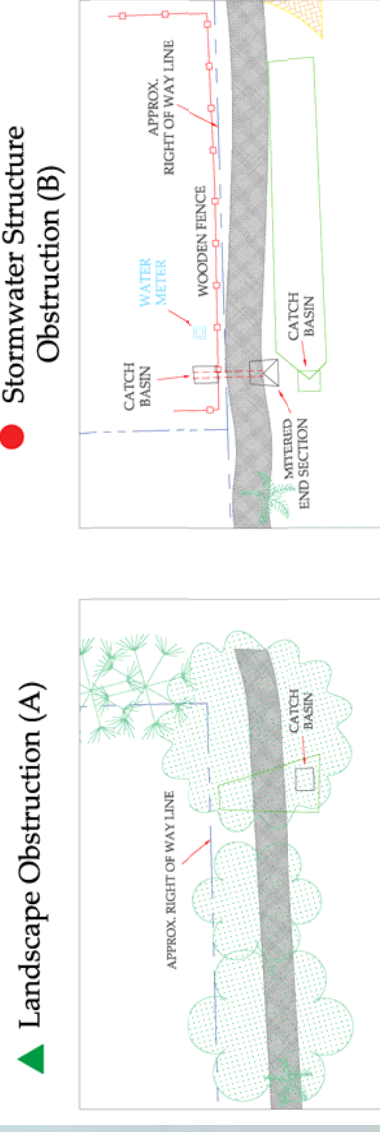 Landscape Obstruction (A)
APPROX. RIGHT OF WAY LINE
CATCH
BASIN
Stormwater Structure
Obstruction (B)
CATCH
BASIN
WATER
METER
WOODEN FENCE
APPROX.
RIGHT OF WAY LINE
MITERED
END SECTION
CATCH
BASIN